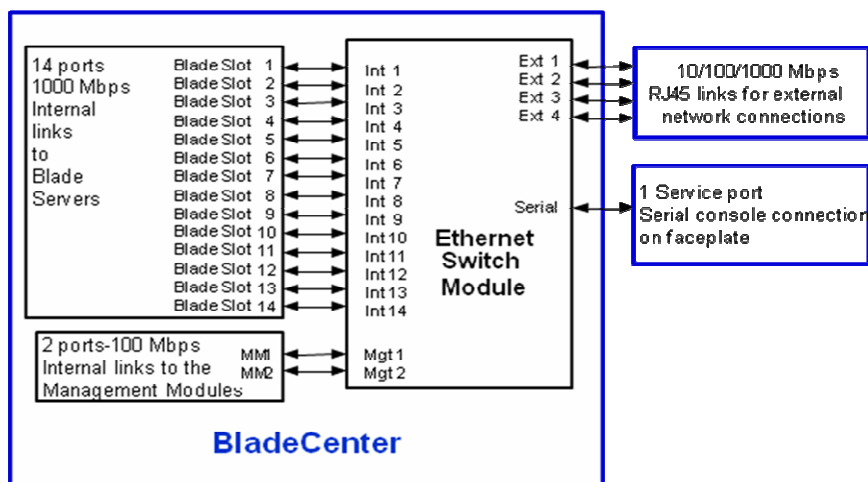 14 ports
1000 Mbps
Internal
links
to
Blade
Servers
Blade Slot 1
Blade Slot 2
Blade Slot 3
Blade Slot 4
Blade Slot 5
Blade Slot 6
Blade Slot 7
Blade Slot 8
Blade Slot 9
Blade Slot 10
Blade Slot 11
Blade Slot 12
Blade Slot 13
Blade Slot 14
Int 1
Int 2
Int 3
Int 4
Int 5
Int 6
Int 7
Int 8
Int 9
Int10
Int11
Int12
Int13
Int14
Ext 1
Ext 2
Ext 3
Ext 4
Serial
Ethernet
Switch
Module
10/100/1000 Mbps
RJ45 links for external
network connections
1 Service port
Serial console connection
on faceplate
2 ports-100 Mbps
Internal links to the
Management Modules
MM1
MM2
Mgt 1
Mgt 2
BladeCenter